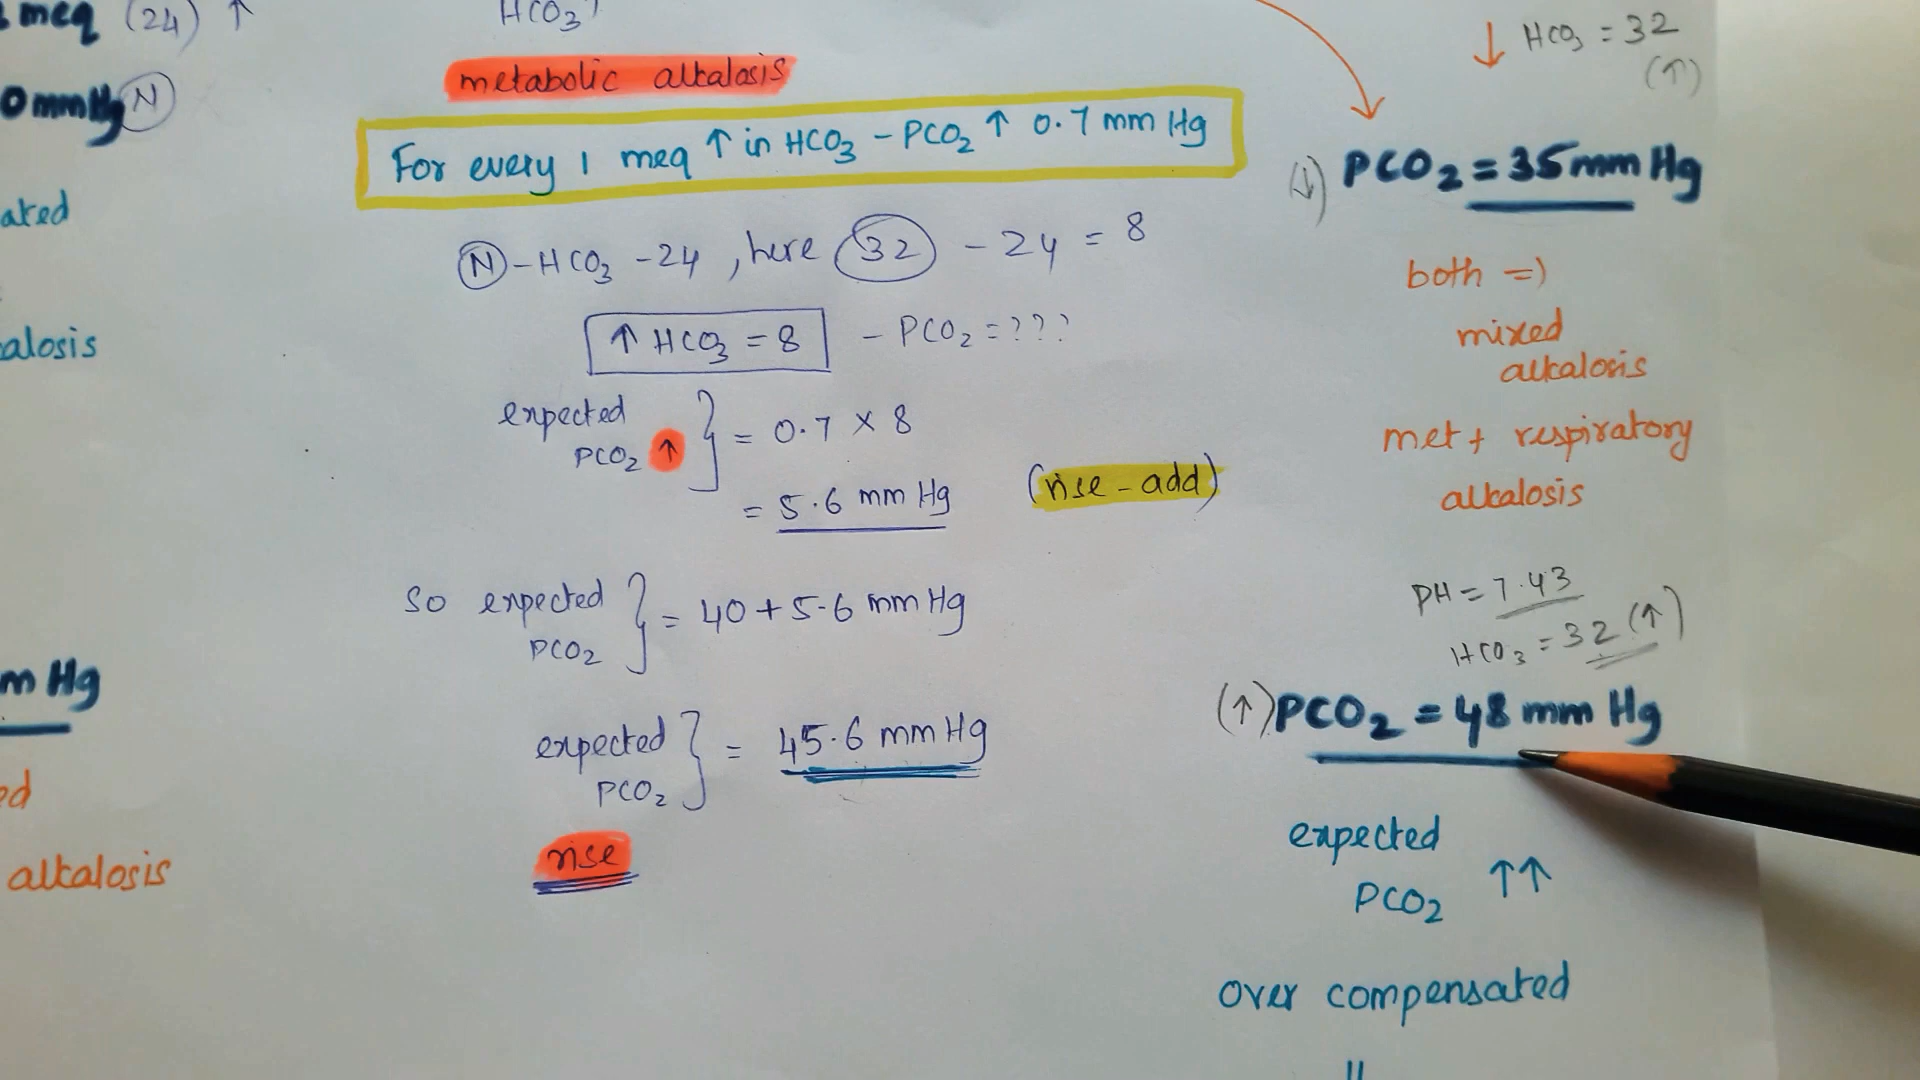 meq (24) ↑
0 mmHg (N)
ated
alosis
m Hg
ed
alkalosis
HCO3
metabolic alkalosis
For every 1 meq ↑ in HCO3 - PCO2 ↑ 0.7 mm Hg
(N) - HCO3 - 24, here (32) - 24 = 8
↑ HCO3 = 8 - PCO2 = ???
expected
PCO2 ↑ } = 0.7 x 8
= 5.6 mm Hg (rise - add)
So expected
PCO2 } = 40 + 5.6 mm Hg
expected
PCO2 } = 45.6 mm Hg
rise
↓ HCO3 = 32
(↑)
(↓) PCO2 = 35 mm Hg
both =)
mixed
alkalosis
met + respiratory
alkalosis
PH = 7.43
HCO3 = 32 (↑)
(↑) PCO2 = 48 mm Hg
expected
PCO2 ↑↑
over compensated